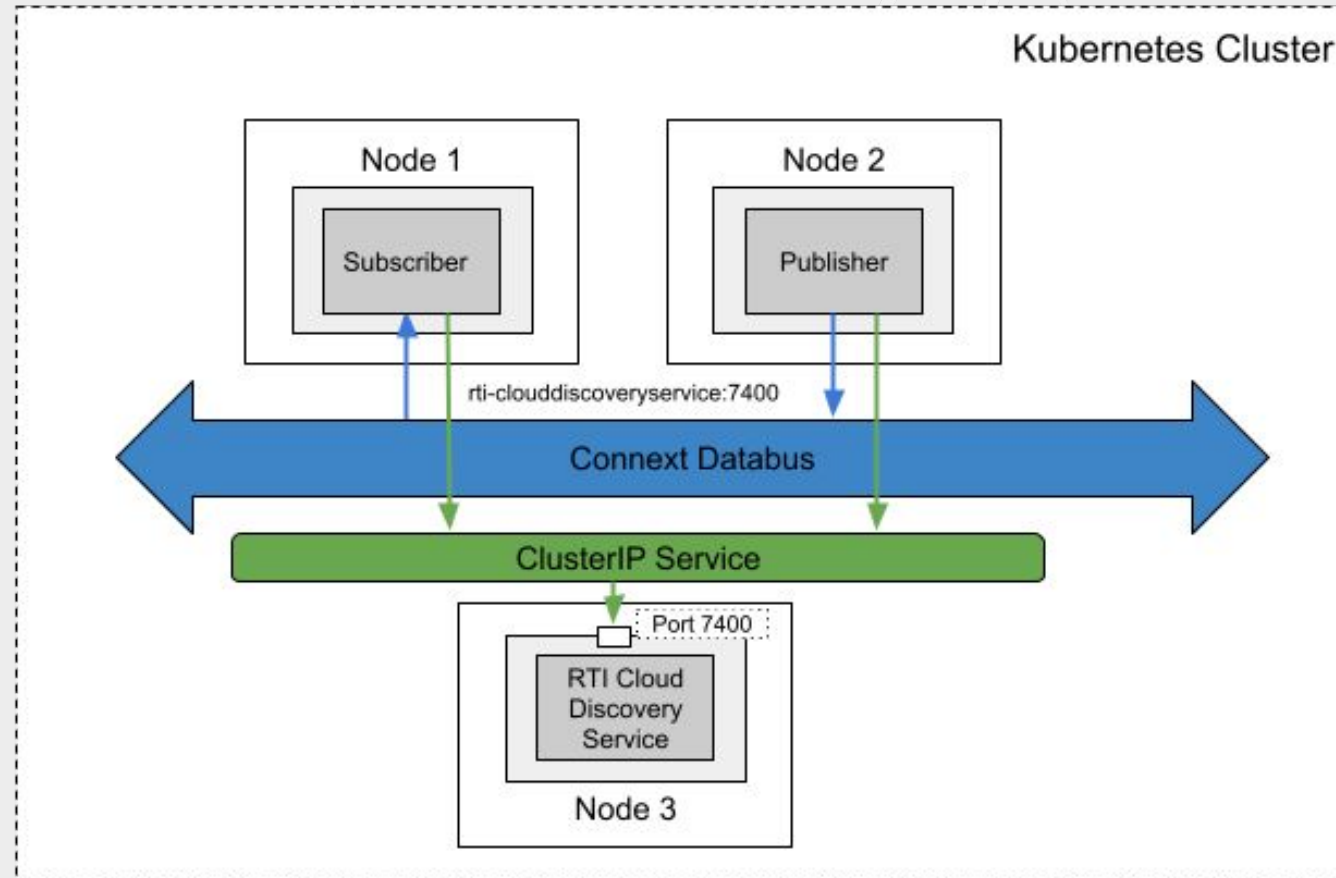 Kubernetes Cluster
Node 1
Node 2
Subscriber
Publisher
rti-clouddiscoveryservice:7400
Connext Databus
ClusterIP Service
Port 7400
RTI Cloud
Discovery
Service
Node 3